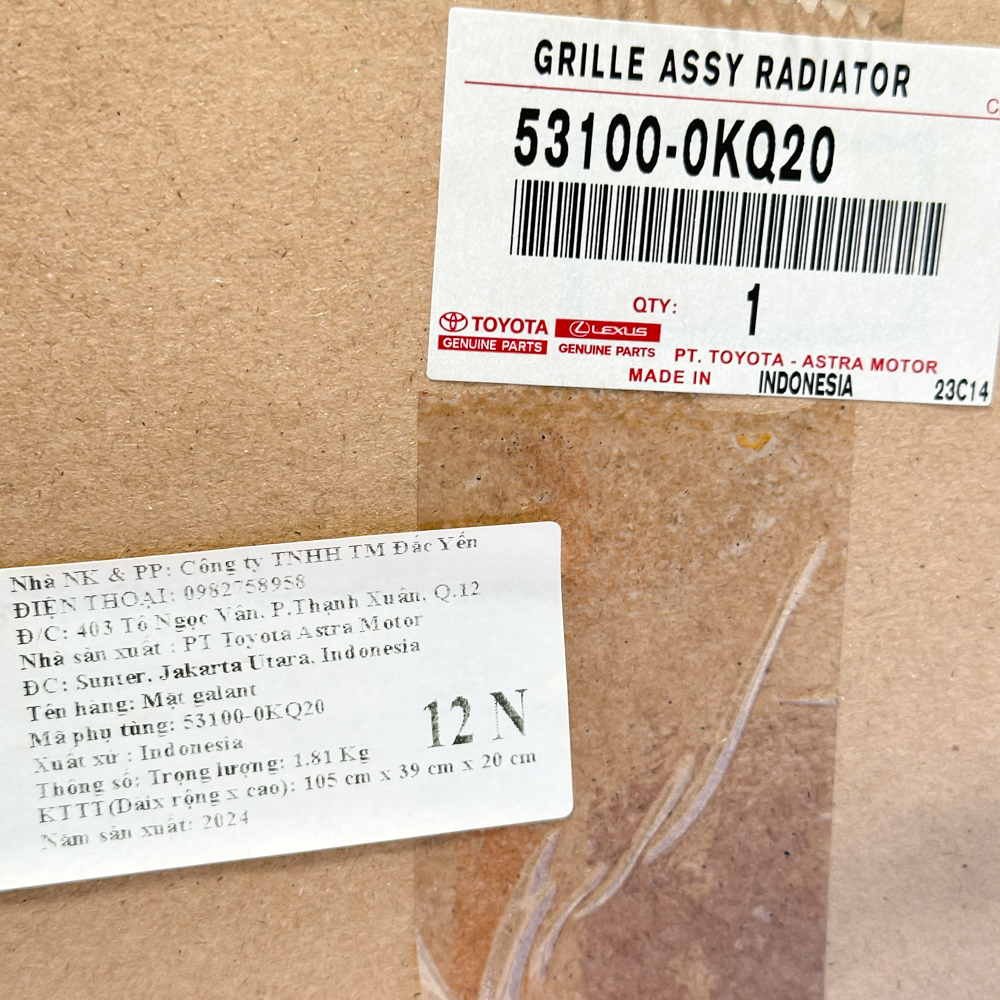 GRILLE ASSY RADIATOR
C
53100-0KQ20
QTY: 1
TOYOTA
GENUINE PARTS
LEXUS
GENUINE PARTS
PT. TOYOTA - ASTRA MOTOR
MADE IN INDONESIA 23C14
Nhà NK & PP: Công ty TNHH TM Đắc Yến
ĐIỆN THOẠI: 0982758958
Đ/C: 403 Tô Ngọc Vân, P.Thạnh Xuân, Q.12
Nhà sản xuất : PT Toyota Astra Motor
ĐC: Sunter, Jakarta Utara, Indonesia
Tên hàng: Mặt galant
Mã phụ tùng: 53100-0KQ20
Xuất xứ : Indonesia
12 N
Thông số: Trọng lượng: 1.81 Kg
KTTT(Dàix rộng x cao): 105 cm x 39 cm x 20 cm
Năm sản xuất: 2024